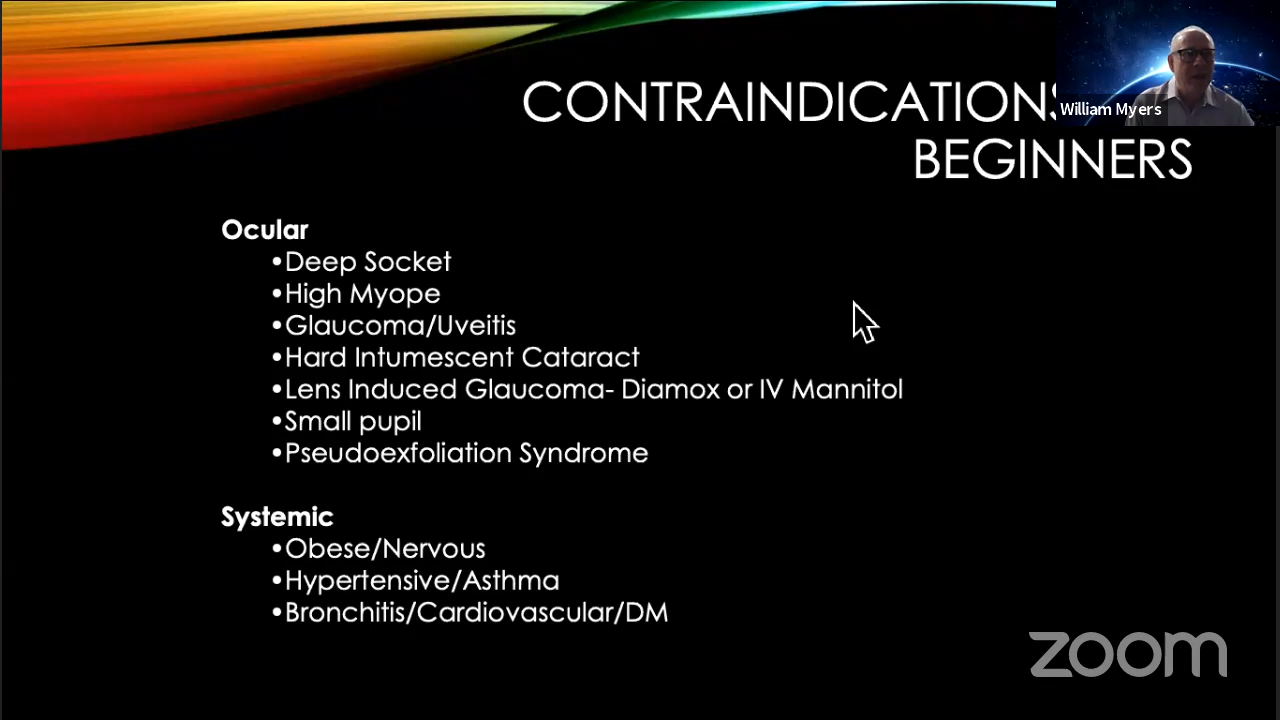 CONTRAINDICATIONS
BEGINNERS
William Myers
Ocular
•Deep Socket
•High Myope
•Glaucoma/Uveitis
•Hard Intumescent Cataract
•Lens Induced Glaucoma- Diamox or IV Mannitol
•Small pupil
•Pseudoexfoliation Syndrome
Systemic
•Obese/Nervous
•Hypertensive/Asthma
•Bronchitis/Cardiovascular/DM
zoom